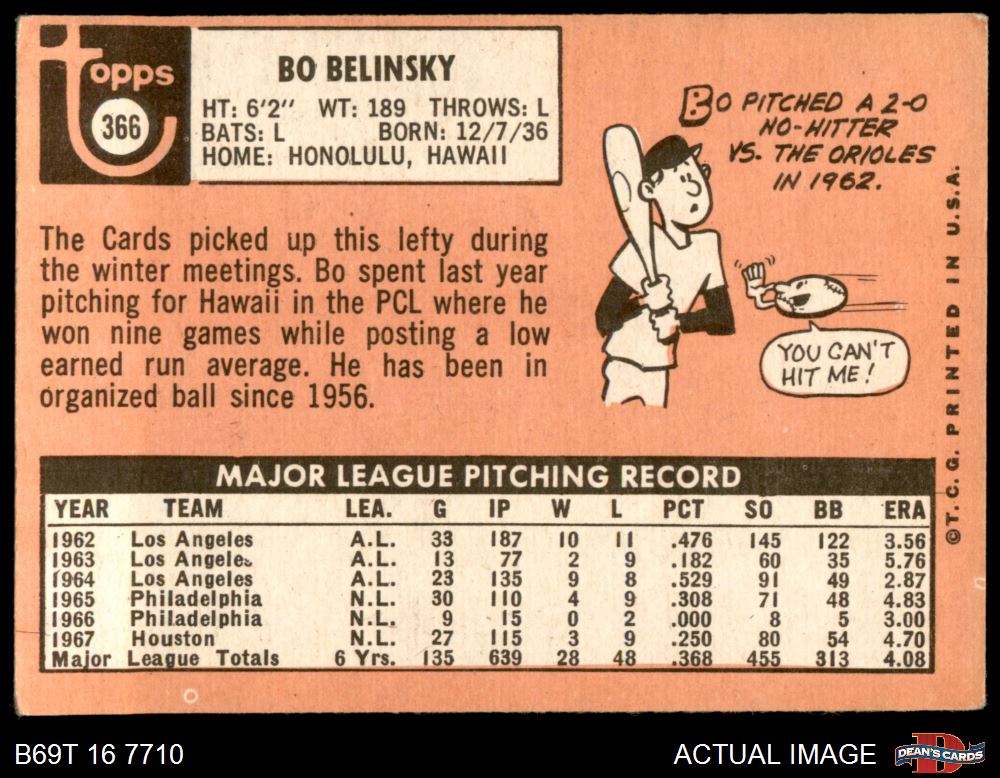 Topps
366
BO BELINSKY
HT: 6'2" WT: 189 THROWS: L
BATS: L BORN: 12/7/36
HOME: HONOLULU, HAWAII
BO PITCHED A 2-0
NO-HITTER
VS. THE ORIOLES
IN 1962.
YOU CAN'T
HIT ME!
The Cards picked up this lefty during
the winter meetings. Bo spent last year
pitching for Hawaii in the PCL where he
won nine games while posting a low
earned run average. He has been in
organized ball since 1956.
MAJOR LEAGUE PITCHING RECORD
YEAR TEAM LEA. G IP W L PCT SO BB ERA
1962 Los Angeles A.L. 33 187 10 11 .476 145 122 3.56
1963 Los Angeles A.L. 13 77 2 9 .182 60 35 5.76
1964 Los Angeles A.L. 23 135 9 8 .529 91 49 2.87
1965 Philadelphia N.L. 30 110 4 9 .308 71 48 4.83
1966 Philadelphia N.L. 9 15 0 2 .000 8 5 3.00
1967 Houston N.L. 27 115 3 9 .250 80 54 4.70
Major League Totals 6 Yrs. 135 639 28 48 .368 455 313 4.08
©T.C.G. PRINTED IN U.S.A.
B69T 16 7710
ACTUAL IMAGE
DEAN'S CARDS